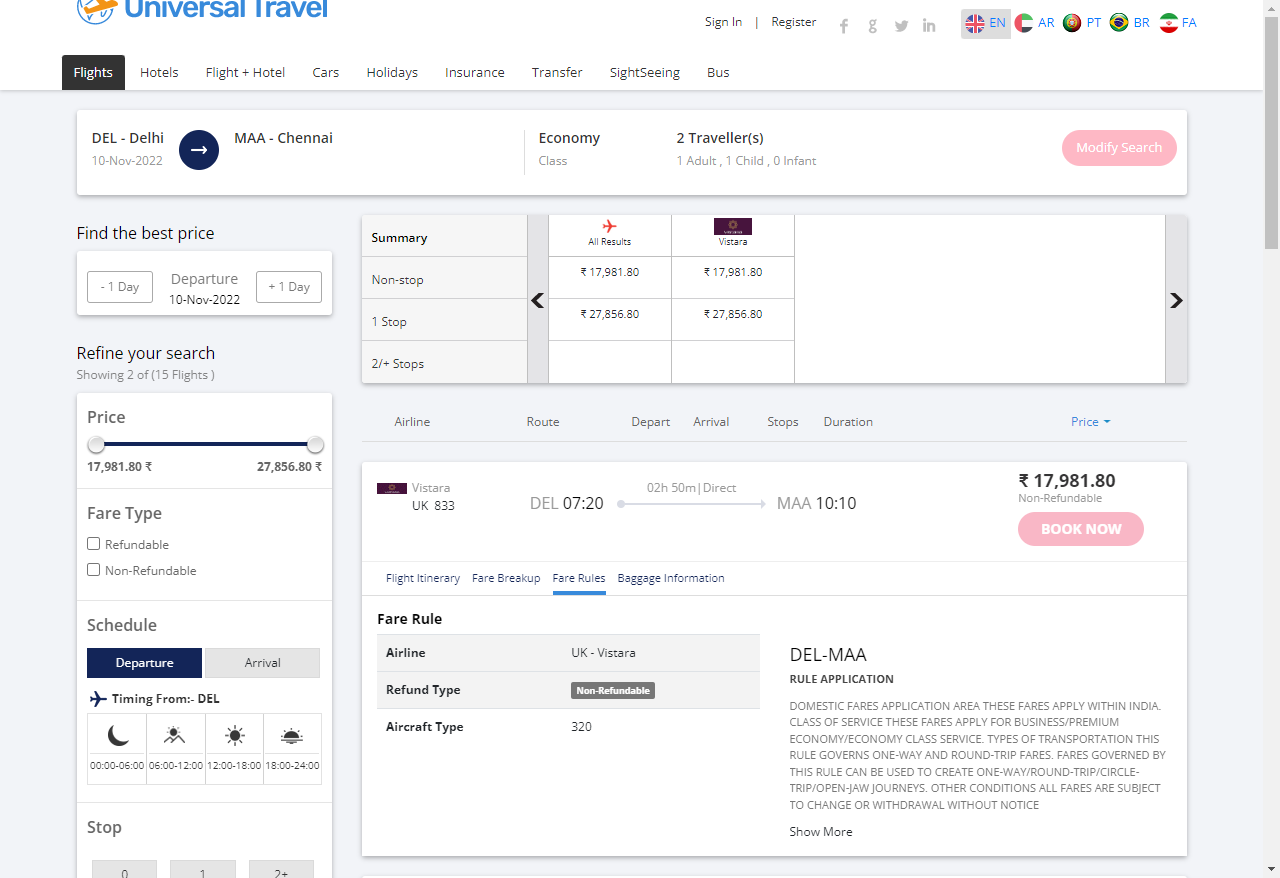 Universal Travel
Sign In | Register
EN AR PT BR FA
Flights Hotels Flight + Hotel Cars Holidays Insurance Transfer SightSeeing Bus
DEL - Delhi
10-Nov-2022
MAA - Chennai
Economy
Class
2 Traveller(s)
1 Adult , 1 Child , 0 Infant
Modify Search
Find the best price
- 1 Day
Departure
10-Nov-2022
+ 1 Day
Refine your search
Showing 2 of (15 Flights )
Price
17,981.80 ₹ 27,856.80 ₹
Fare Type
Refundable
Non-Refundable
Schedule
Departure Arrival
Timing From:- DEL
00:00-06:00 06:00-12:00 12:00-18:00 18:00-24:00
Stop
0 1 2+
Summary All Results Vistara
Non-stop ₹ 17,981.80 ₹ 17,981.80
1 Stop ₹ 27,856.80 ₹ 27,856.80
2/+ Stops
Airline Route Depart Arrival Stops Duration Price
Vistara
UK 833
DEL 07:20
02h 50m|Direct
MAA 10:10
₹ 17,981.80
Non-Refundable
BOOK NOW
Flight Itinerary Fare Breakup Fare Rules Baggage Information
Fare Rule
Airline UK - Vistara
Refund Type Non-Refundable
Aircraft Type 320
DEL-MAA
RULE APPLICATION
DOMESTIC FARES APPLICATION AREA THESE FARES APPLY WITHIN INDIA.
CLASS OF SERVICE THESE FARES APPLY FOR BUSINESS/PREMIUM
ECONOMY/ECONOMY CLASS SERVICE. TYPES OF TRANSPORTATION THIS
RULE GOVERNS ONE-WAY AND ROUND-TRIP FARES. FARES GOVERNED BY
THIS RULE CAN BE USED TO CREATE ONE-WAY/ROUND-TRIP/CIRCLE-
TRIP/OPEN-JAW JOURNEYS. OTHER CONDITIONS ALL FARES ARE SUBJECT
TO CHANGE OR WITHDRAWAL WITHOUT NOTICE
Show More